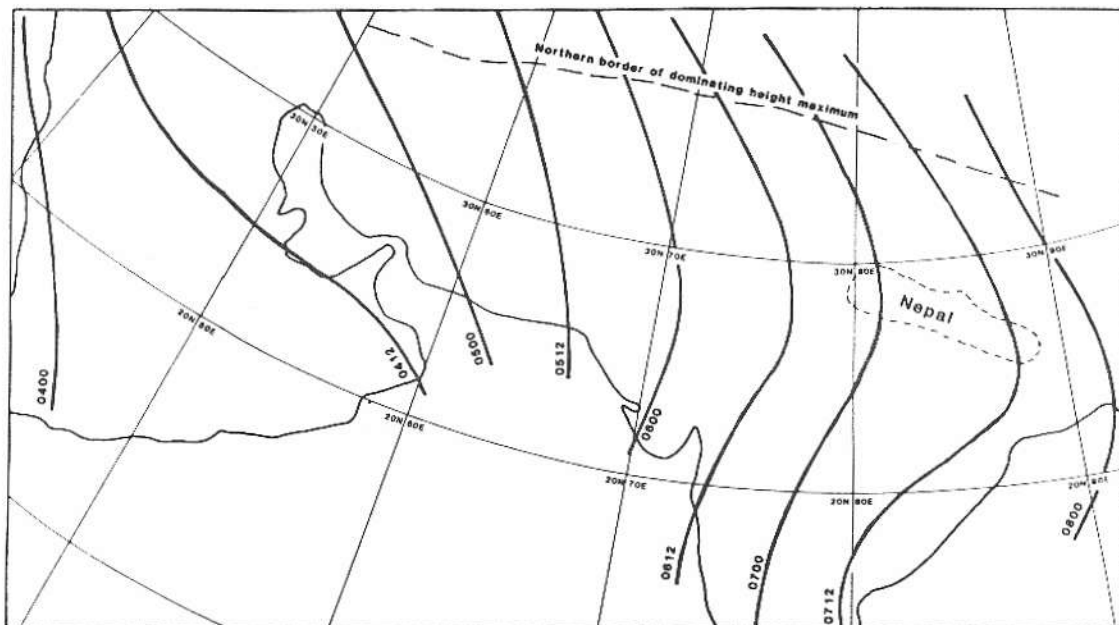 Northern border of dominating height maximum
30N 50E
30N 60E
30N 70E
30N 80E
30N 90E
Nepal
20N 50E
20N 60E
20N 70E
20N 80E
20N 90E
0400
0412
0500
0512
0600
0612
0700
0712
0800